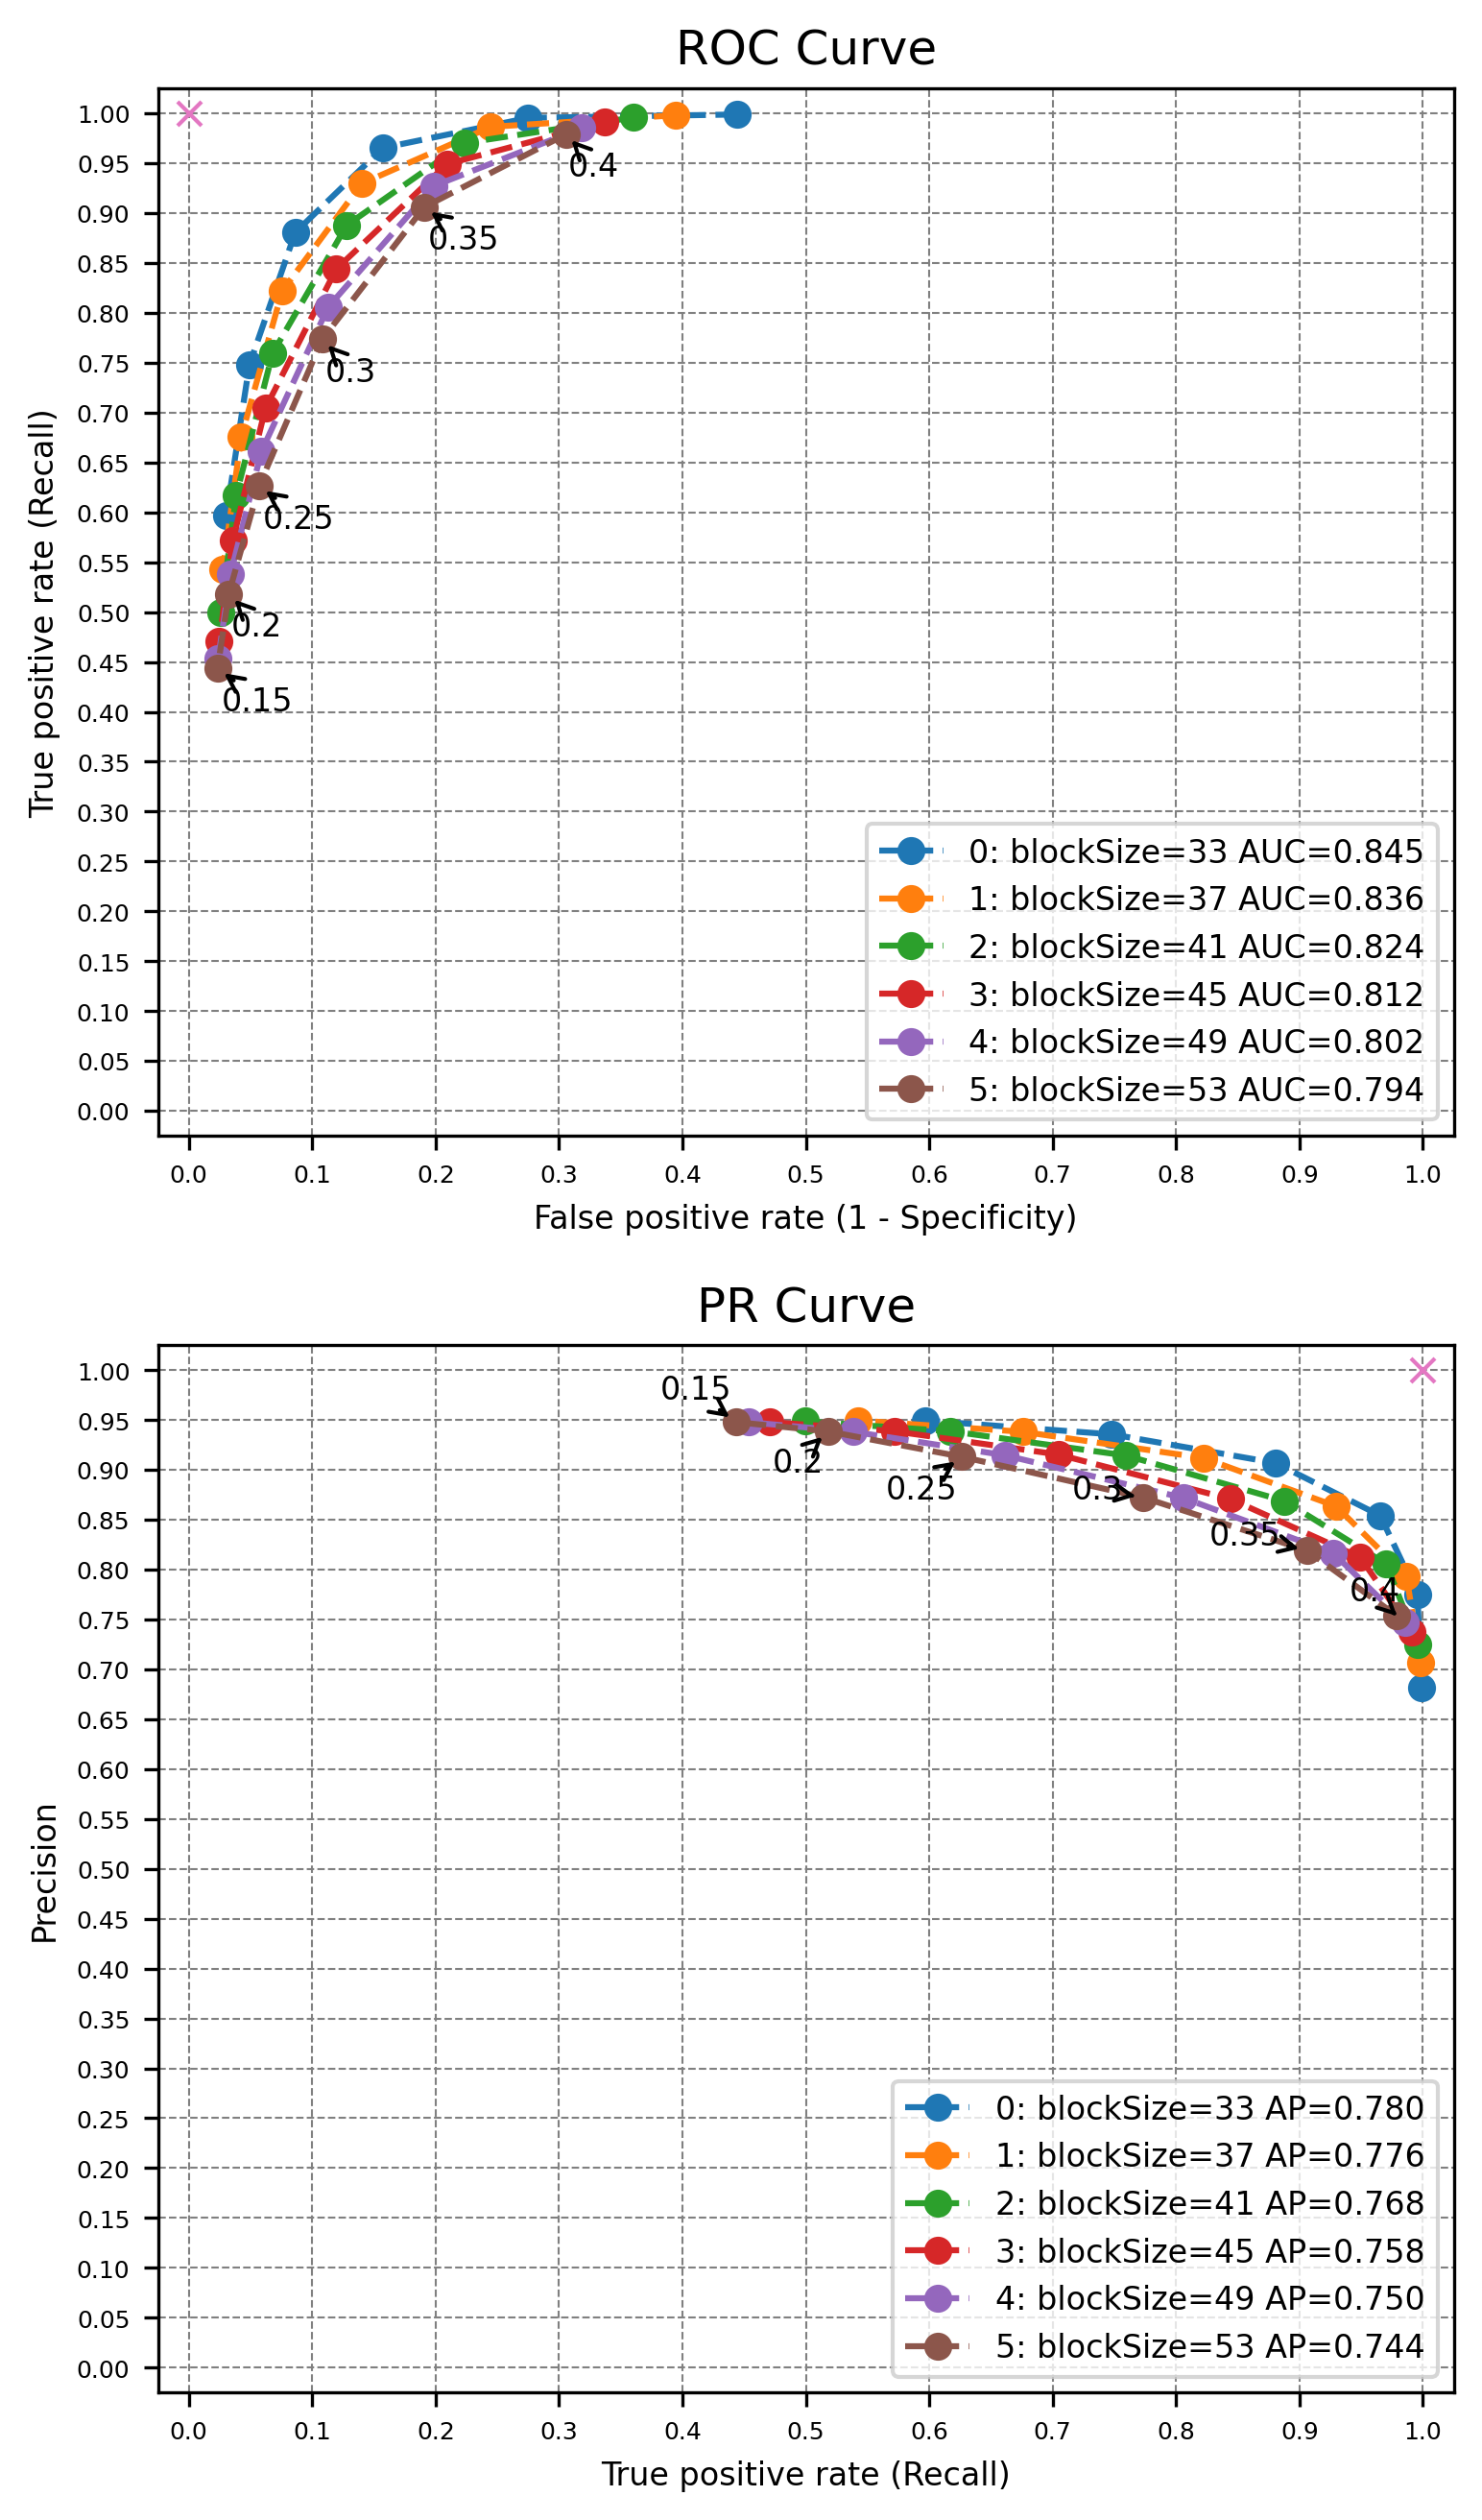 ROC Curve
1.00
0.95
0.90
0.85
0.80
0.75
0.70
0.65
0.60
0.55
0.50
0.45
0.40
0.35
0.30
0.25
0.20
0.15
0.10
0.05
0.00
True positive rate (Recall)
0.4
0.35
0.3
0.25
0.2
0.15
0: blockSize=33 AUC=0.845
1: blockSize=37 AUC=0.836
2: blockSize=41 AUC=0.824
3: blockSize=45 AUC=0.812
4: blockSize=49 AUC=0.802
5: blockSize=53 AUC=0.794
0.0 0.1 0.2 0.3 0.4 0.5 0.6 0.7 0.8 0.9 1.0
False positive rate (1 - Specificity)
PR Curve
1.00
0.95
0.90
0.85
0.80
0.75
0.70
0.65
0.60
0.55
0.50
0.45
0.40
0.35
0.30
0.25
0.20
0.15
0.10
0.05
0.00
Precision
0.15
0.2
0.25
0.3
0.35
0.4
0: blockSize=33 AP=0.780
1: blockSize=37 AP=0.776
2: blockSize=41 AP=0.768
3: blockSize=45 AP=0.758
4: blockSize=49 AP=0.750
5: blockSize=53 AP=0.744
0.0 0.1 0.2 0.3 0.4 0.5 0.6 0.7 0.8 0.9 1.0
True positive rate (Recall)